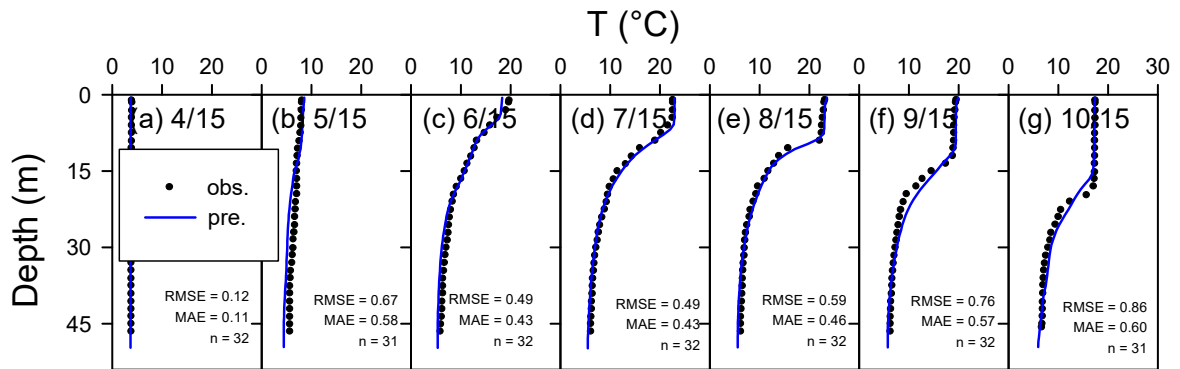 T (°C)
0 10 20 0 10 20 0 10 20 0 10 20 0 10 20 0 10 20 0 10 20 30
Depth (m)
0
15
30
45
(a) 4/15
(b) 5/15
(c) 6/15
(d) 7/15
(e) 8/15
(f) 9/15
(g) 10/15
obs.
pre.
RMSE = 0.12
MAE = 0.11
n = 32
RMSE = 0.67
MAE = 0.58
n = 31
RMSE = 0.49
MAE = 0.43
n = 32
RMSE = 0.49
MAE = 0.43
n = 32
RMSE = 0.59
MAE = 0.46
n = 32
RMSE = 0.76
MAE = 0.57
n = 32
RMSE = 0.86
MAE = 0.60
n = 31